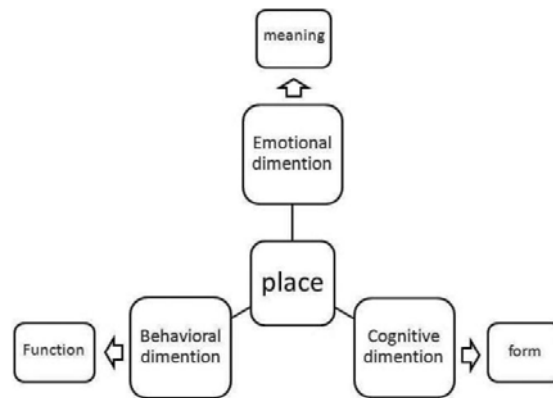 meaning
Emotional
dimention
place
Behavioral
dimention
Function
Cognitive
dimention
form